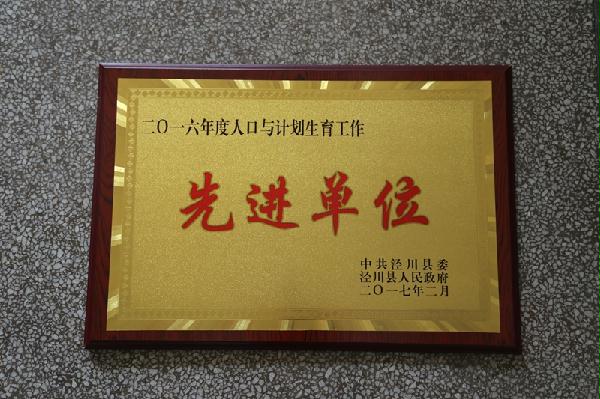 二〇一六年度人口与计划生育工作
先进单位
中共泾川县委
泾川县人民政府
二〇一七年二月